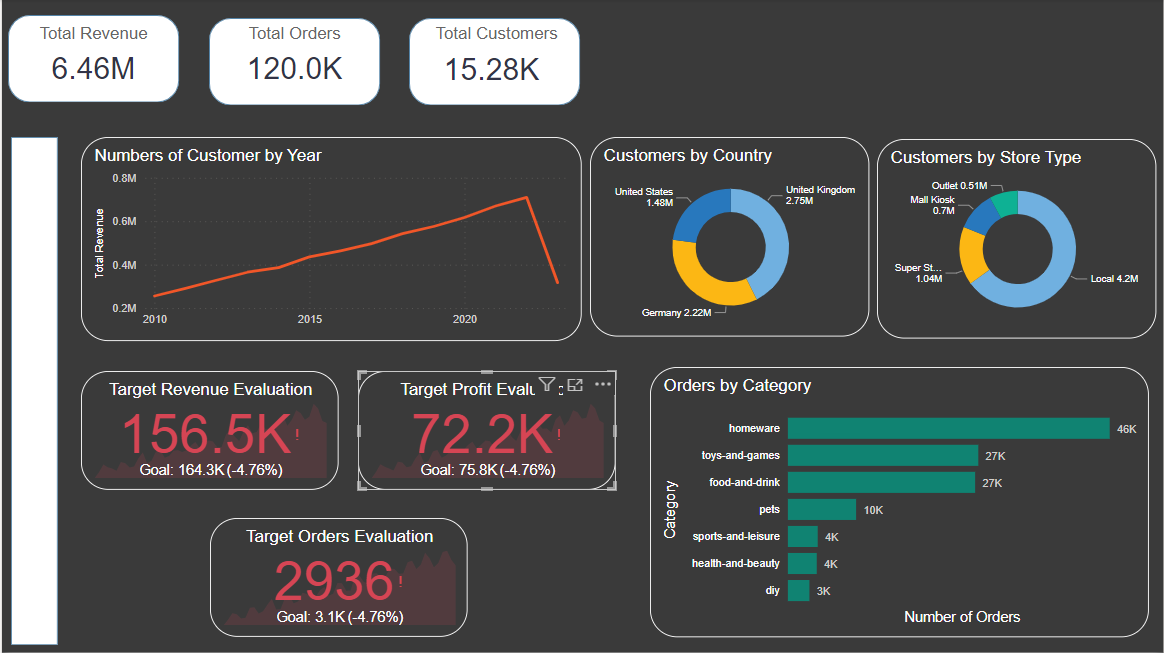 Total Revenue
6.46M
Total Orders
120.0K
Total Customers
15.28K
Numbers of Customer by Year
Total Revenue
0.8M
0.6M
0.4M
0.2M
2010
2015
2020
Customers by Country
United States
1.48M
United Kingdom
2.75M
Germany 2.22M
Customers by Store Type
Outlet 0.51M
Mall Kiosk
0.7M
Super St...
1.04M
Local 4.2M
Target Revenue Evaluation
156.5K!
Goal: 164.3K (-4.76%)
Target Profit Evalu
72.2K!
Goal: 75.8K (-4.76%)
Target Orders Evaluation
2936!
Goal: 3.1K (-4.76%)
Orders by Category
Category
homeware 46K
toys-and-games 27K
food-and-drink 27K
pets 10K
sports-and-leisure 4K
health-and-beauty 4K
diy 3K
Number of Orders